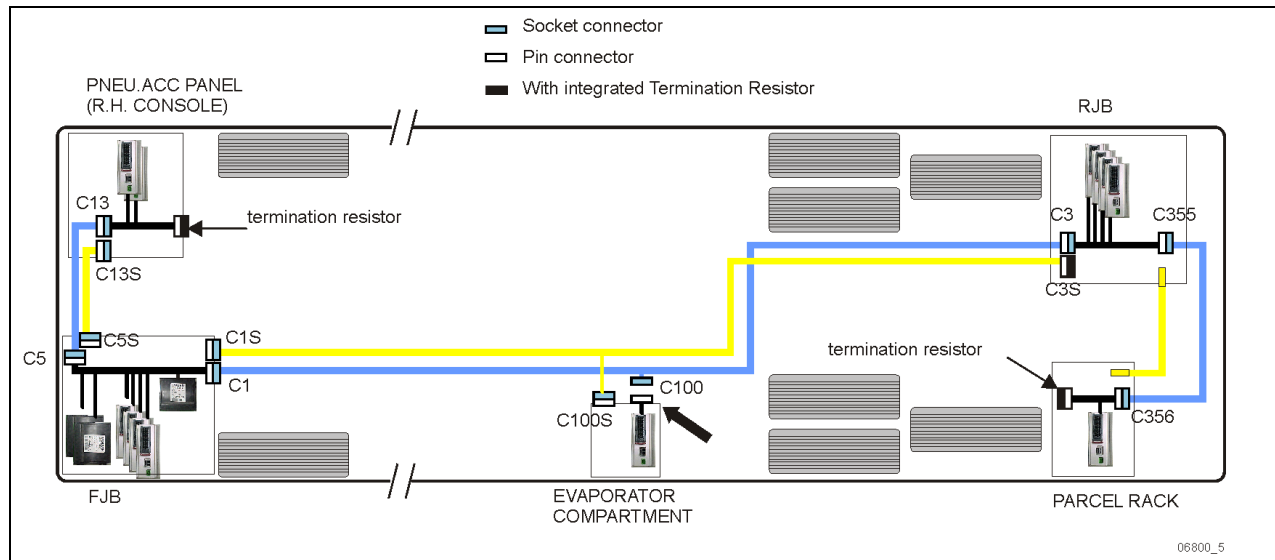 Socket connector
Pin connector
With integrated Termination Resistor
PNEU.ACC PANEL
(R.H. CONSOLE)
RJB
C13
termination resistor
C3
C355
C13S
C3S
C5
C5S
C1S
C1
termination resistor
C100
C100S
C356
FJB
EVAPORATOR
COMPARTMENT
PARCEL RACK
06800_5